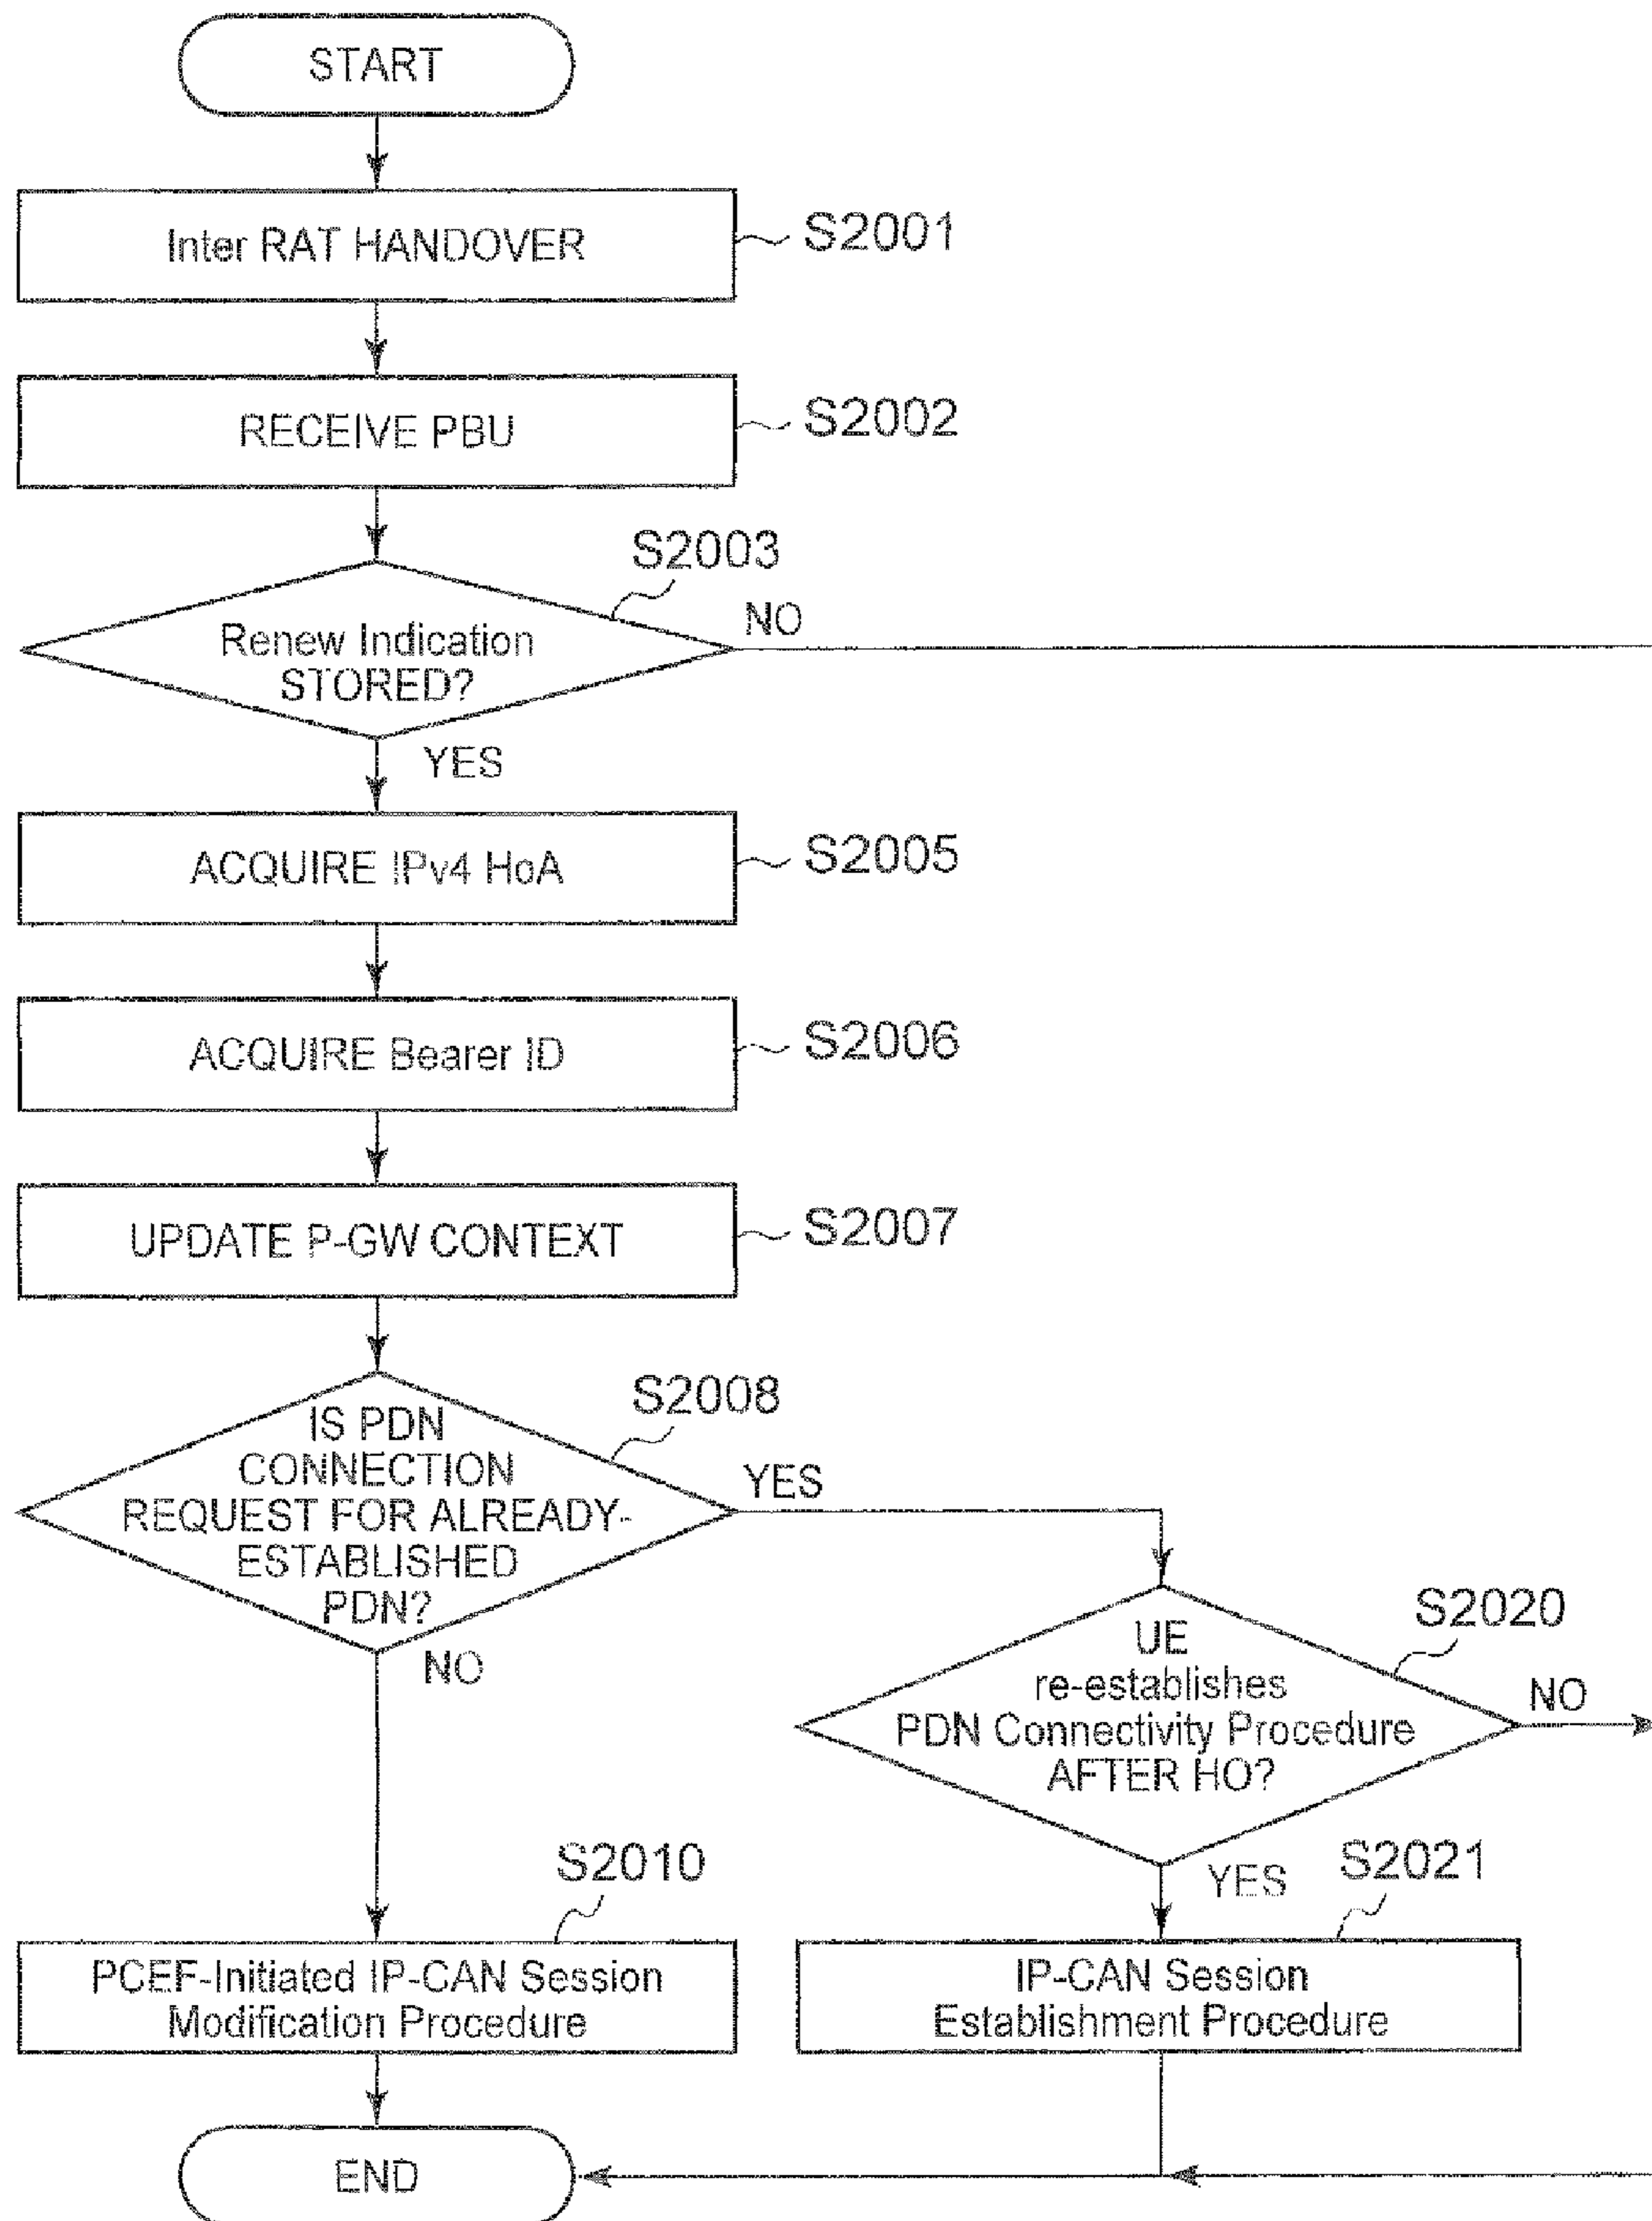 START
Inter RAT HANDOVER
S2001
RECEIVE PBU
S2002
S2003
Renew Indication
STORED?
NO
YES
ACQUIRE IPv4 HoA
S2005
ACQUIRE Bearer ID
S2006
UPDATE P-GW CONTEXT
S2007
S2008
IS PDN
CONNECTION
REQUEST FOR ALREADY-
ESTABLISHED
PDN?
YES
NO
S2020
UE
re-establishes
PDN Connectivity Procedure
AFTER HO?
NO
YES
S2010
PCEF-Initiated IP-CAN Session
Modification Procedure
S2021
IP-CAN Session
Establishment Procedure
END